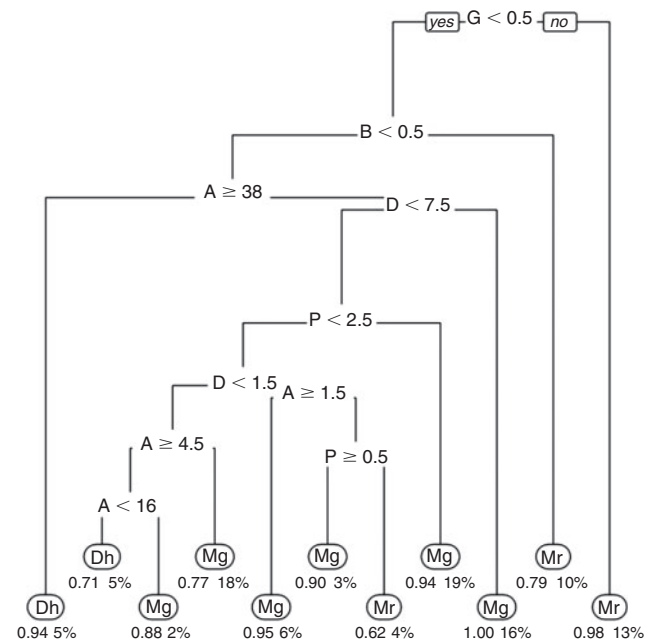 yes G < 0.5 no
B < 0.5
A ≥ 38
D < 7.5
P < 2.5
D < 1.5 A ≥ 1.5
A ≥ 4.5
P ≥ 0.5
A < 16
Dh Mg Mg Mg Mr
0.71 5% 0.77 18% 0.90 3% 0.94 19% 0.79 10%
Dh Mg Mg Mr Mg Mr
0.94 5% 0.88 2% 0.95 6% 0.62 4% 1.00 16% 0.98 13%